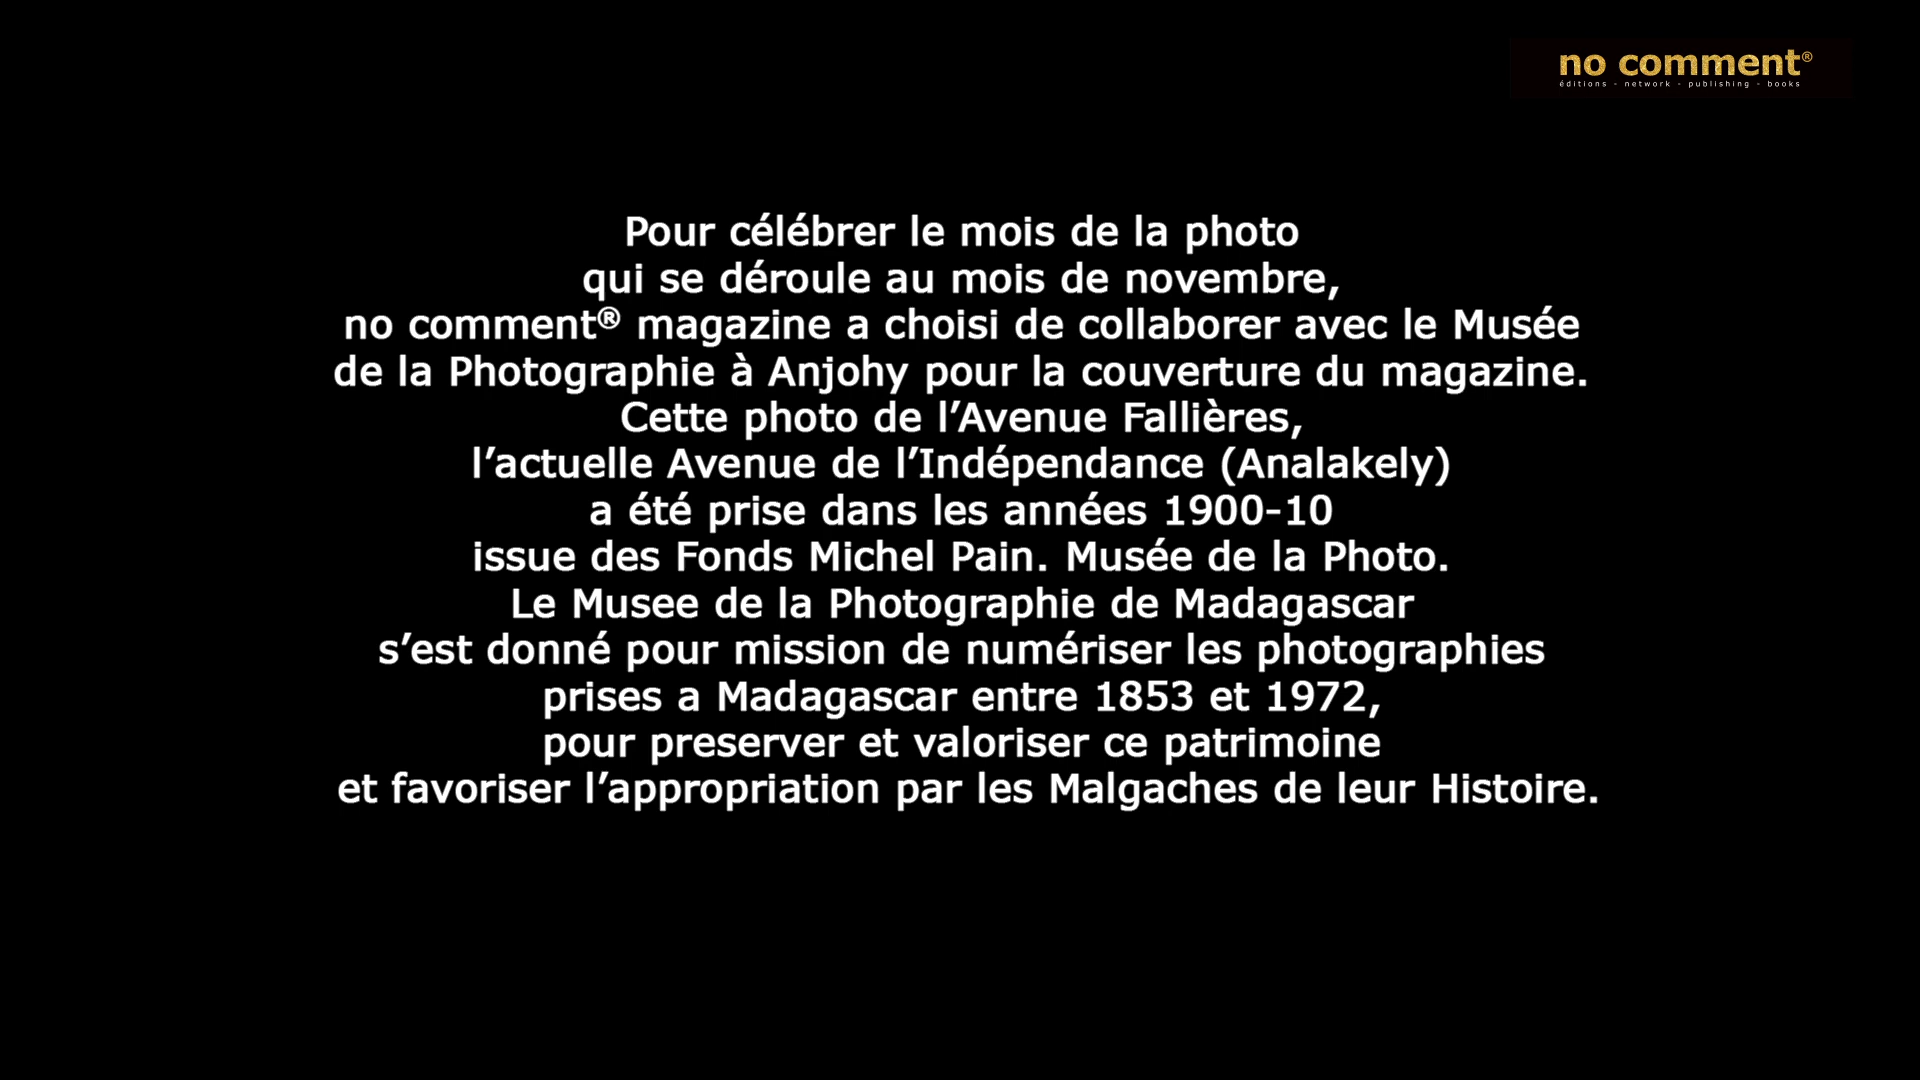 no comment®
éditions - network - publishing - books
Pour célébrer le mois de la photo
qui se déroule au mois de novembre,
no comment® magazine a choisi de collaborer avec le Musée
de la Photographie à Anjohy pour la couverture du magazine.
Cette photo de l’Avenue Fallières,
l’actuelle Avenue de l’Indépendance (Analakely)
a été prise dans les années 1900-10
issue des Fonds Michel Pain. Musée de la Photo.
Le Musee de la Photographie de Madagascar
s’est donné pour mission de numériser les photographies
prises a Madagascar entre 1853 et 1972,
pour preserver et valoriser ce patrimoine
et favoriser l’appropriation par les Malgaches de leur Histoire.